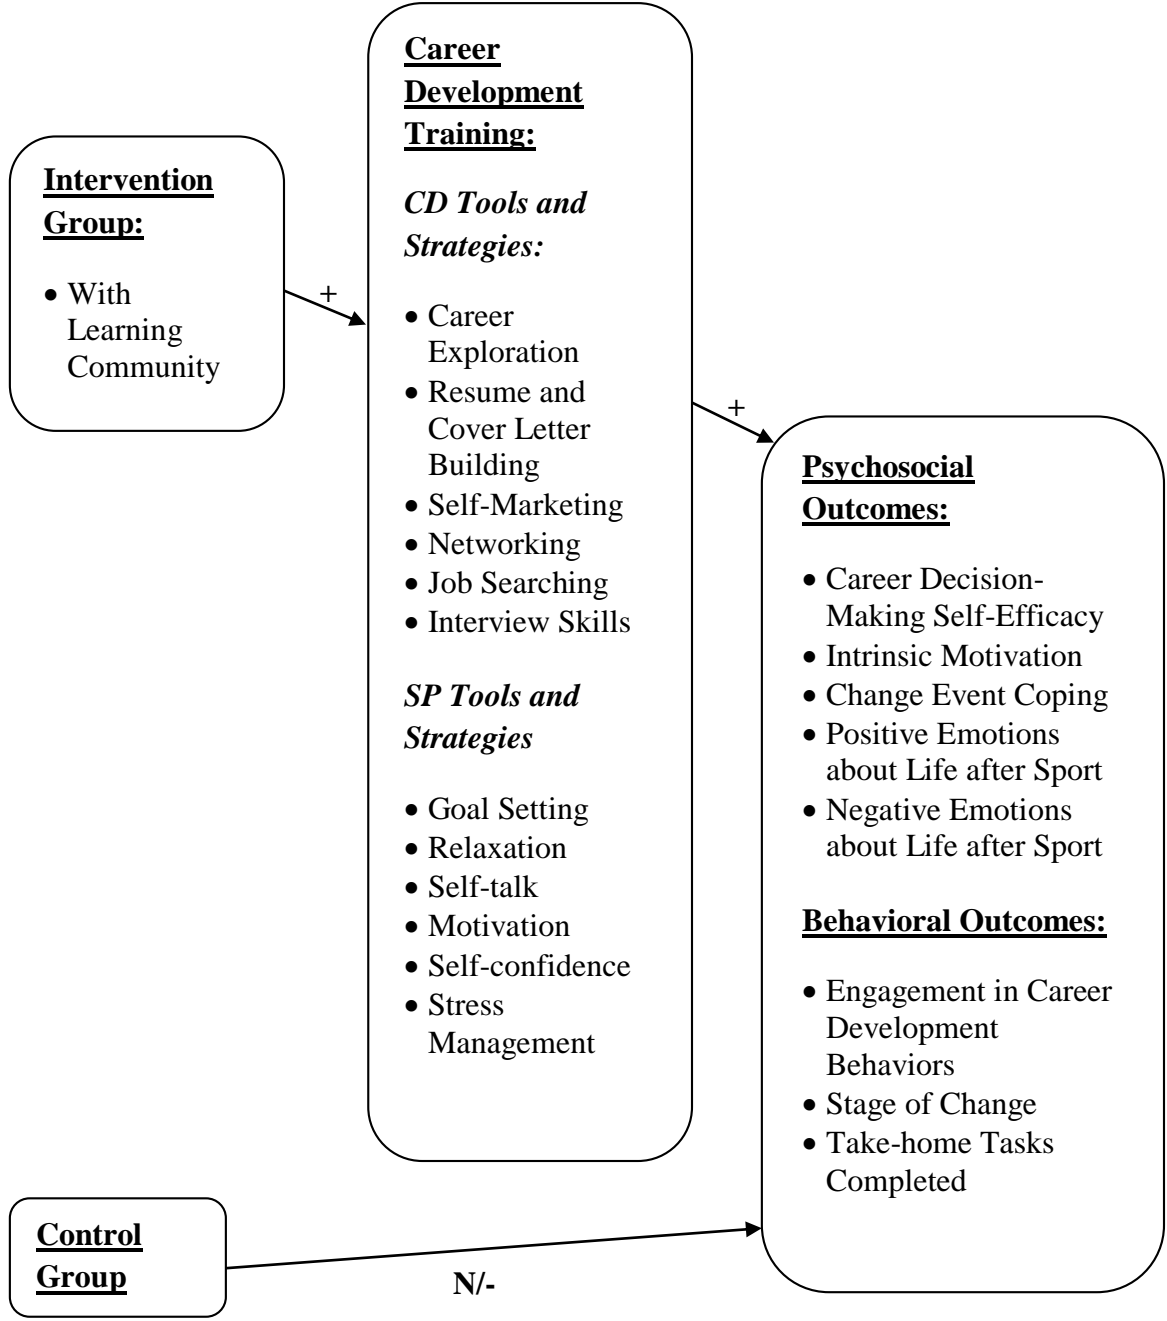 Career
Development
Training:
CD Tools and
Strategies:
• Career
Exploration
• Resume and
Cover Letter
Building
• Self-Marketing
• Networking
• Job Searching
• Interview Skills
SP Tools and
Strategies
• Goal Setting
• Relaxation
• Self-talk
• Motivation
• Self-confidence
• Stress
Management
Intervention
Group:
• With
Learning
Community
+
+
Psychosocial
Outcomes:
• Career Decision-
Making Self-Efficacy
• Intrinsic Motivation
• Change Event Coping
• Positive Emotions
about Life after Sport
• Negative Emotions
about Life after Sport
Behavioral Outcomes:
• Engagement in Career
Development
Behaviors
• Stage of Change
• Take-home Tasks
Completed
Control
Group
N/-